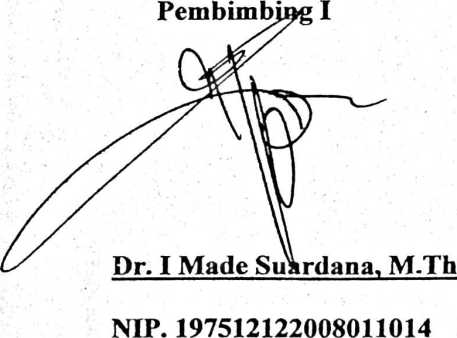 Pembimbing I
Dr. I Made Suardana, M.Th
NIP. 197512122008011014